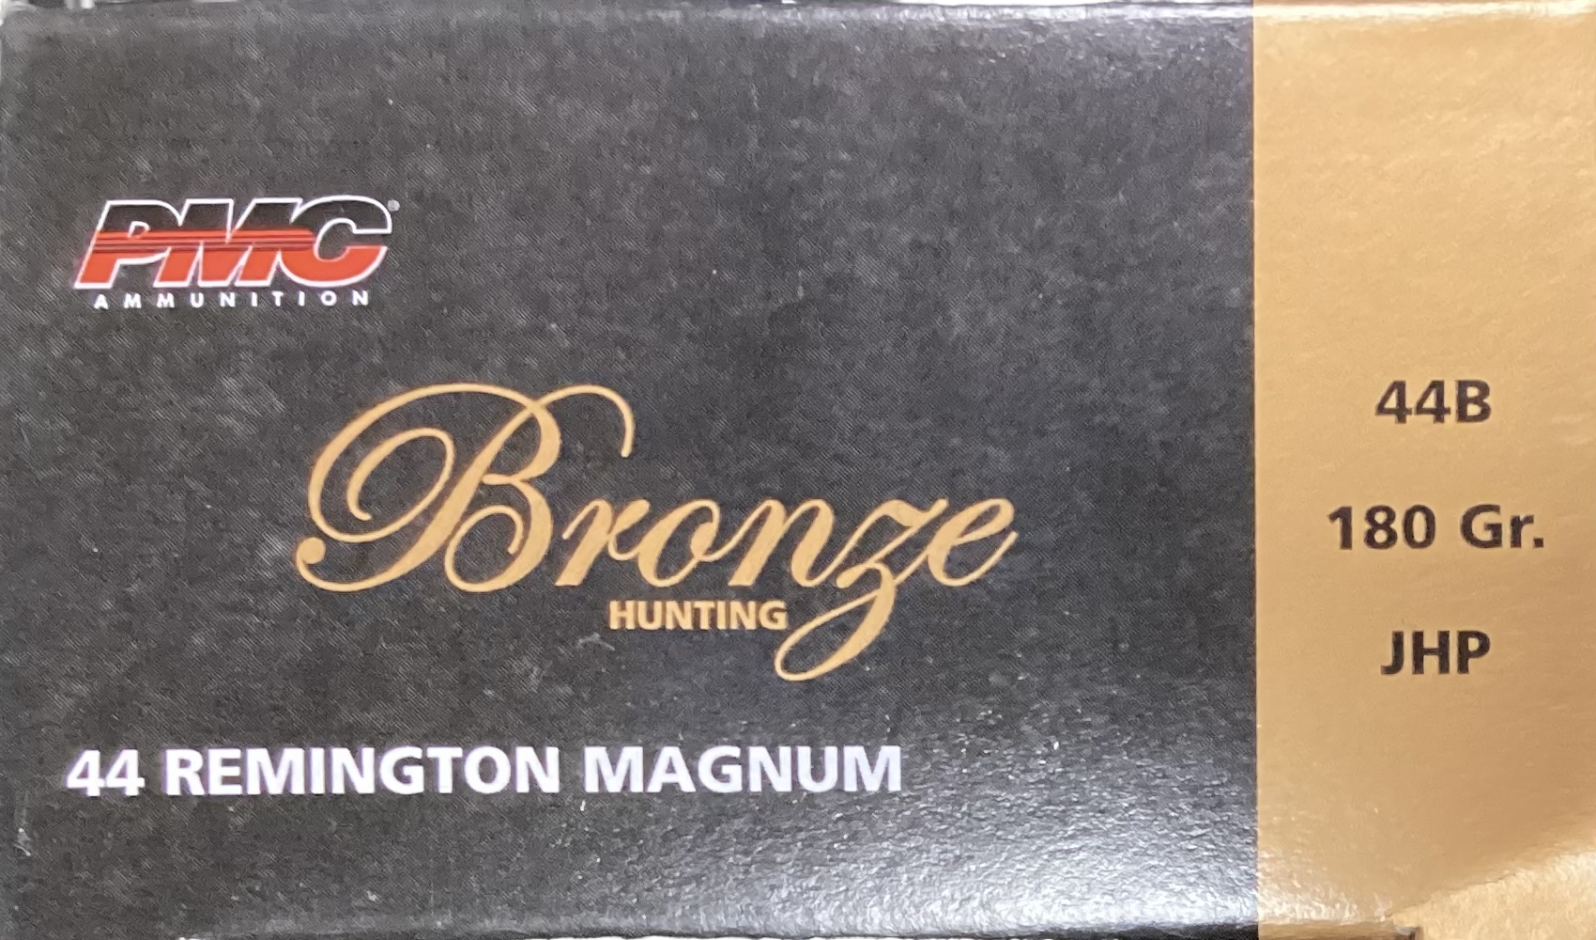 PMC®
AMMUNITION
Bronze
HUNTING
44 REMINGTON MAGNUM
44B
180 Gr.
JHP